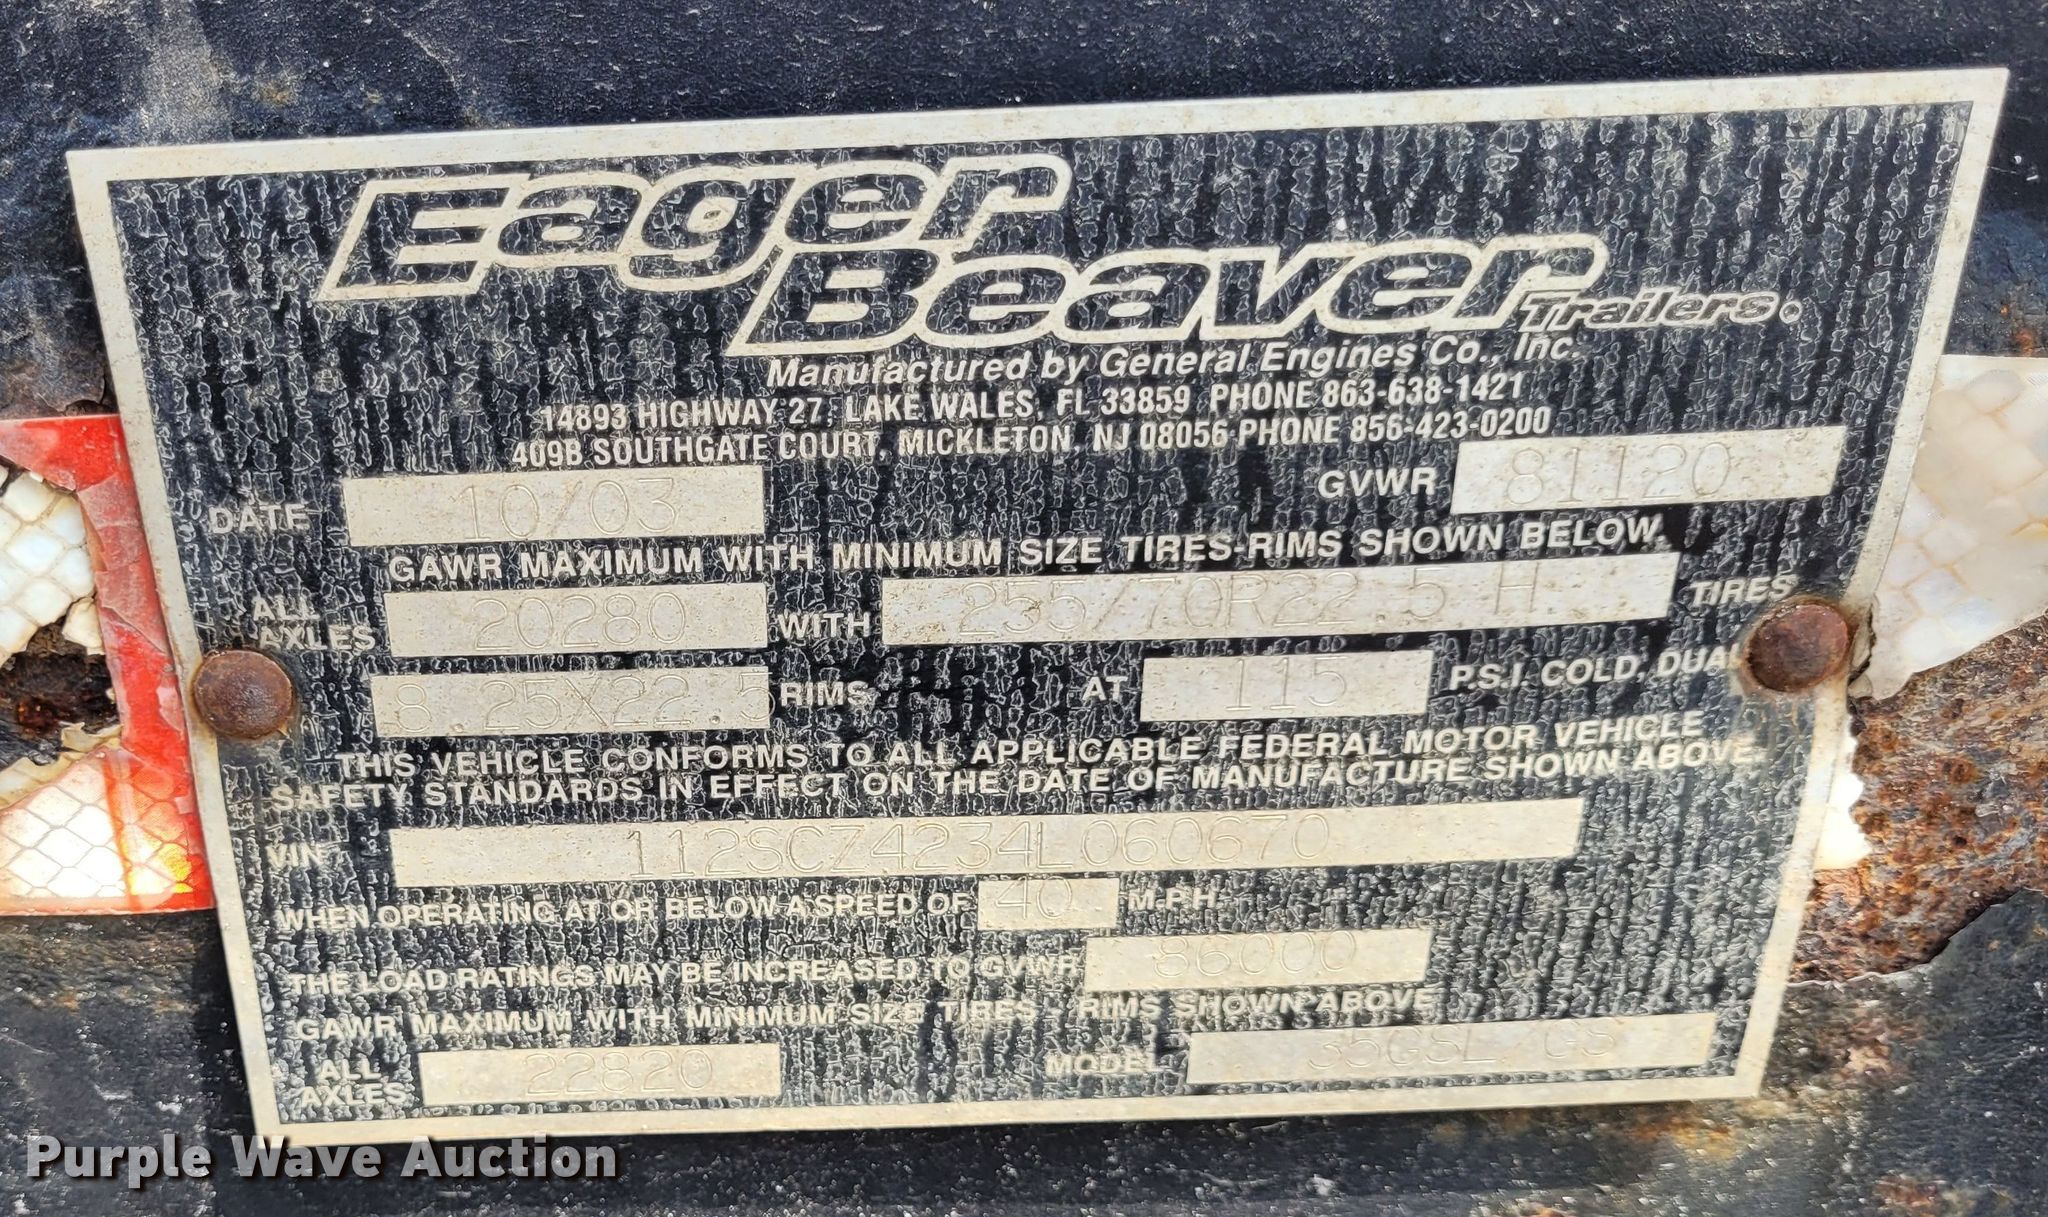 Eager
Beaver Trailers.
Manufactured by General Engines Co., Inc.
14893 HIGHWAY 27, LAKE WALES, FL 33859 PHONE 863-638-1421
409B SOUTHGATE COURT, MICKLETON, NJ 08056 PHONE 856-423-0200
DATE 10/03 GVWR 81120
GAWR MAXIMUM WITH MINIMUM SIZE TIRES-RIMS SHOWN BELOW.
ALL AXLES 20280 WITH 255/70R22.5 H TIRES
8.25X22.5 RIMS AT 115 P.S.I. COLD, DUAL
THIS VEHICLE CONFORMS TO ALL APPLICABLE FEDERAL MOTOR VEHICLE
SAFETY STANDARDS IN EFFECT ON THE DATE OF MANUFACTURE SHOWN ABOVE.
VIN 112SCZ4234L060670
WHEN OPERATING AT OR BELOW A SPEED OF 40 M.P.H.
THE LOAD RATINGS MAY BE INCREASED TO GVWR 86000
GAWR MAXIMUM WITH MINIMUM SIZE TIRES - RIMS SHOWN ABOVE
ALL AXLES 22820 MODEL 35GSL/GS
Purple Wave Auction